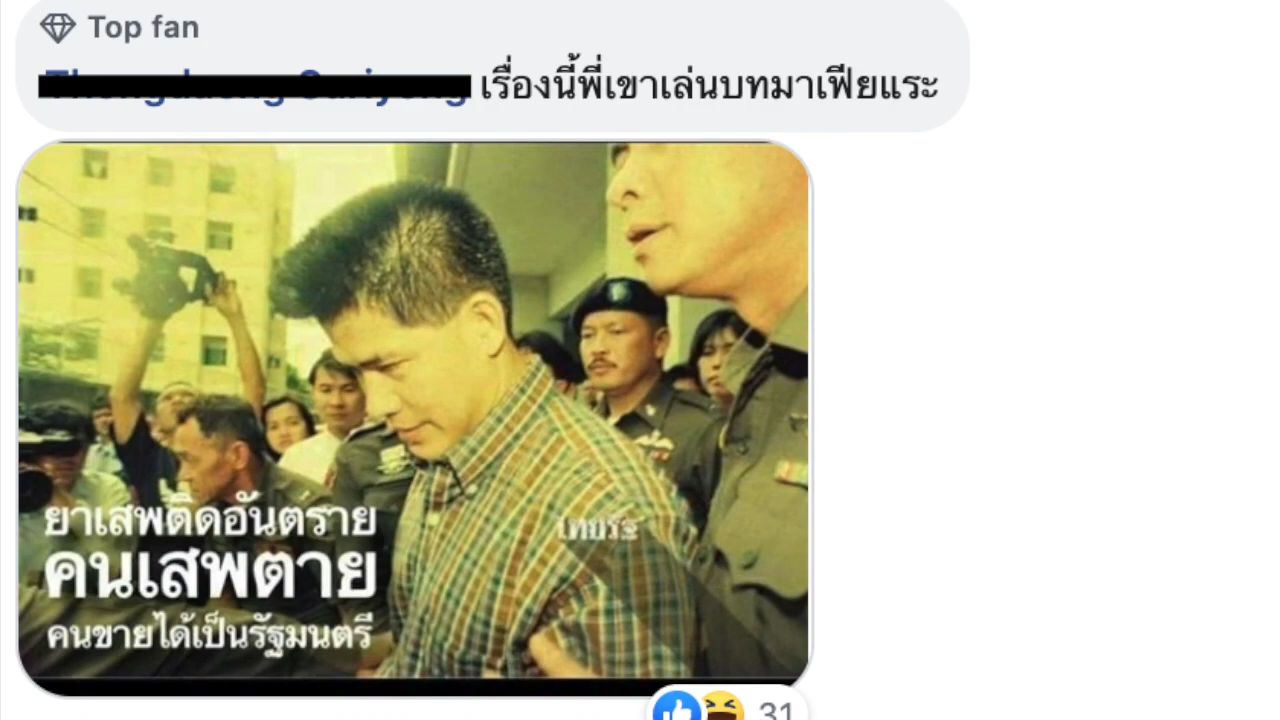 Top fan
เรื่องนี้พี่เขาเล่นบทมาเฟียแระ
ไทยรัฐ
ยาเสพติดอันตราย
คนเสพตาย
คนขายได้เป็นรัฐมนตรี
31